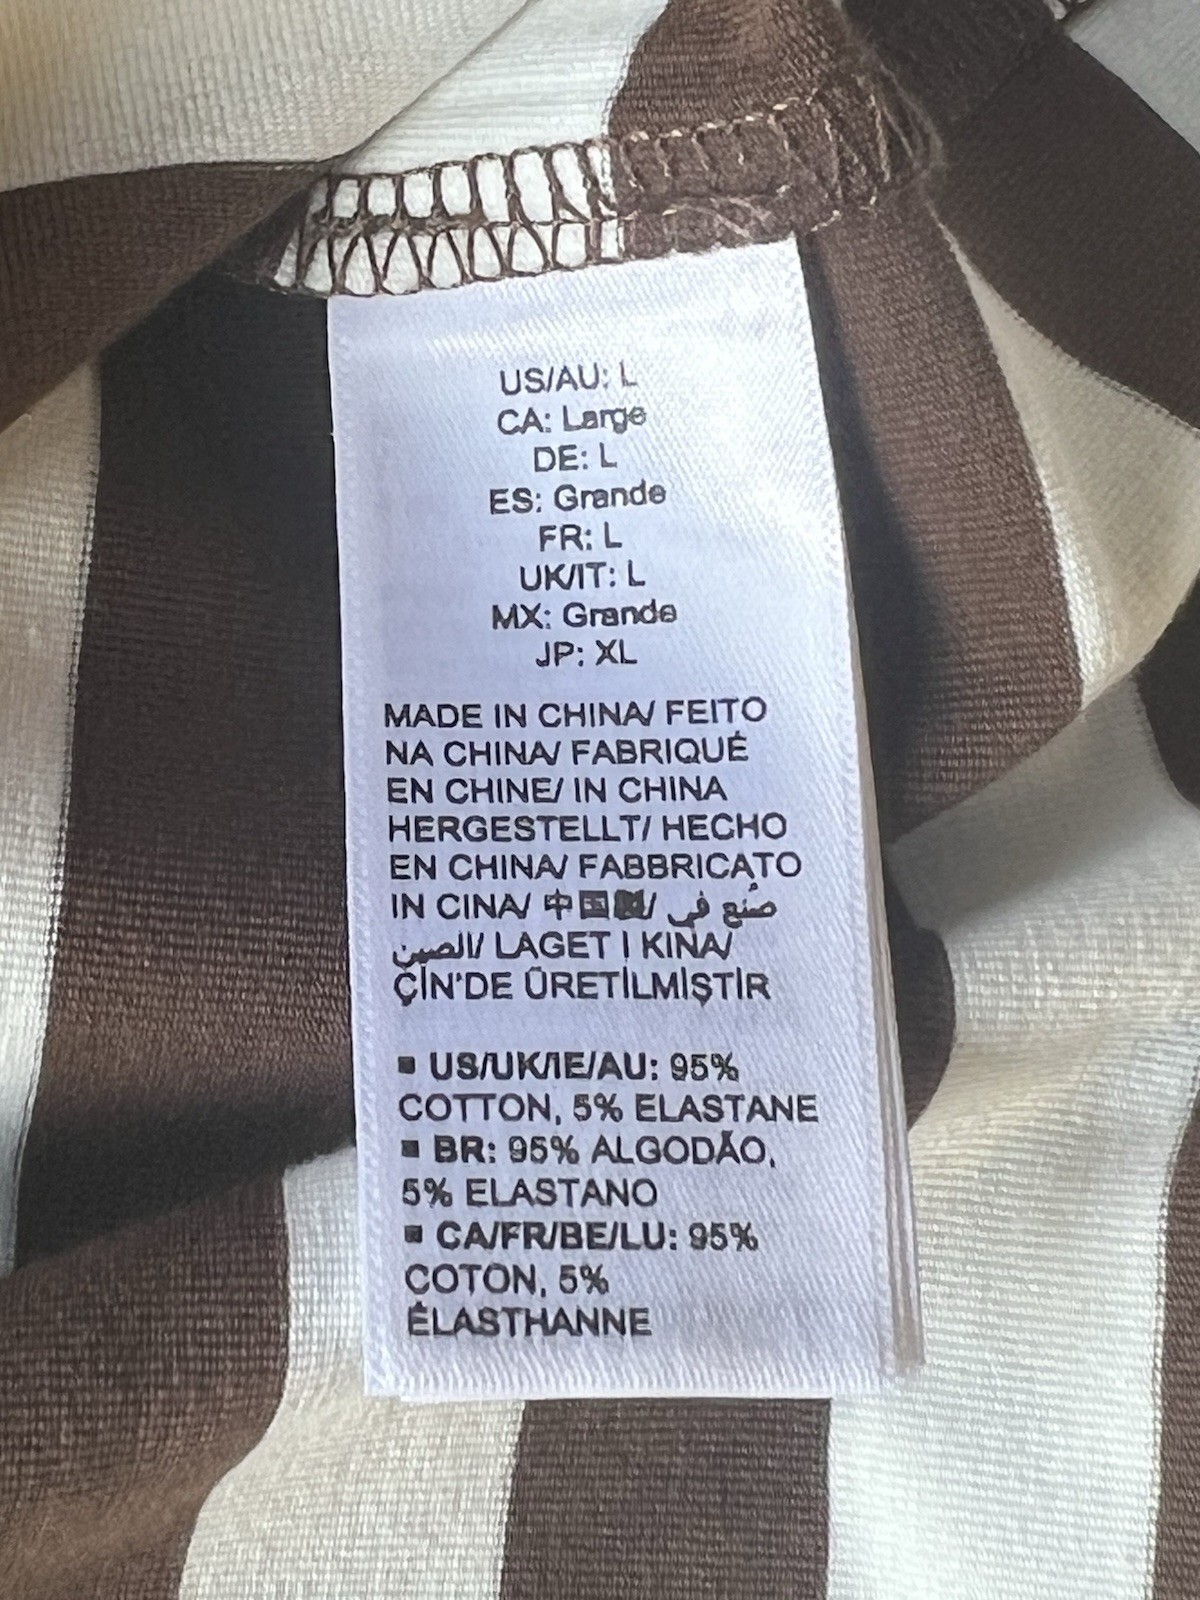 US/AU: L
CA: Large
DE: L
ES: Grande
FR: L
UK/IT: L
MX: Grande
JP: XL
MADE IN CHINA/ FEITO
NA CHINA/ FABRIQUÉ
EN CHINE/ IN CHINA
HERGESTELLT/ HECHO
EN CHINA/ FABBRICATO
IN CINA/ 中国製/ صُنع في
الصين/ LAGET I KINA/
ÇİN'DE ÜRETİLMİŞTİR
▪ US/UK/IE/AU: 95%
COTTON, 5% ELASTANE
▪ BR: 95% ALGODÃO,
5% ELASTANO
▪ CA/FR/BE/LU: 95%
COTON, 5%
ÉLASTHANNE